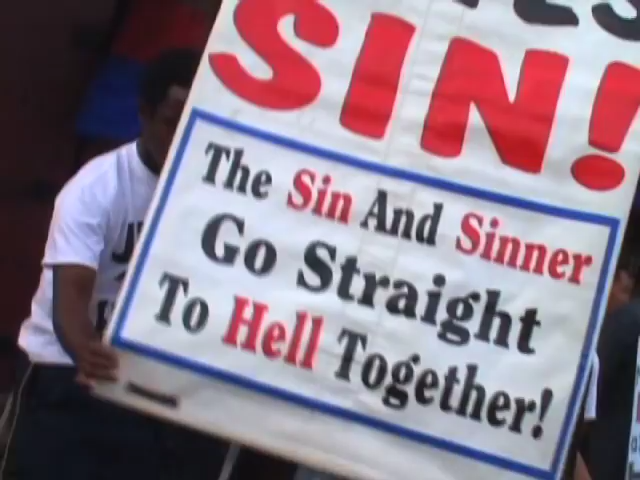 SIN!
The Sin And Sinner
Go Straight
To Hell Together!